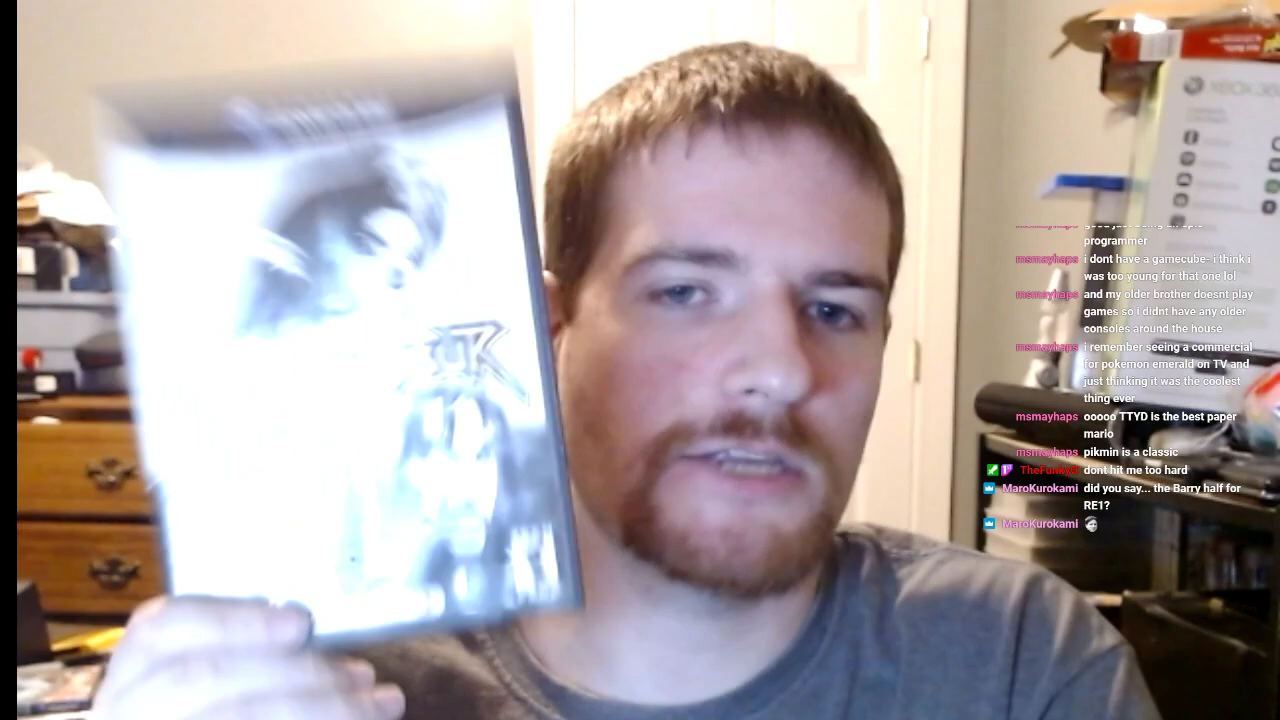 XBOX 36
programmer
msmayhaps i dont have a gamecube- i think i
was too young for that one lol
msmayhaps and my older brother doesnt play
games so i didnt have any older
consoles around the house
msmayhaps i remember seeing a commercial
for pokemon emerald on TV and
just thinking it was the coolest
thing ever
msmayhaps ooooo TTYD is the best paper
mario
msmayhaps pikmin is a classic
dont hit me too hard
MaroKurokami did you say... the Barry half for
RE1?
MaroKurokami